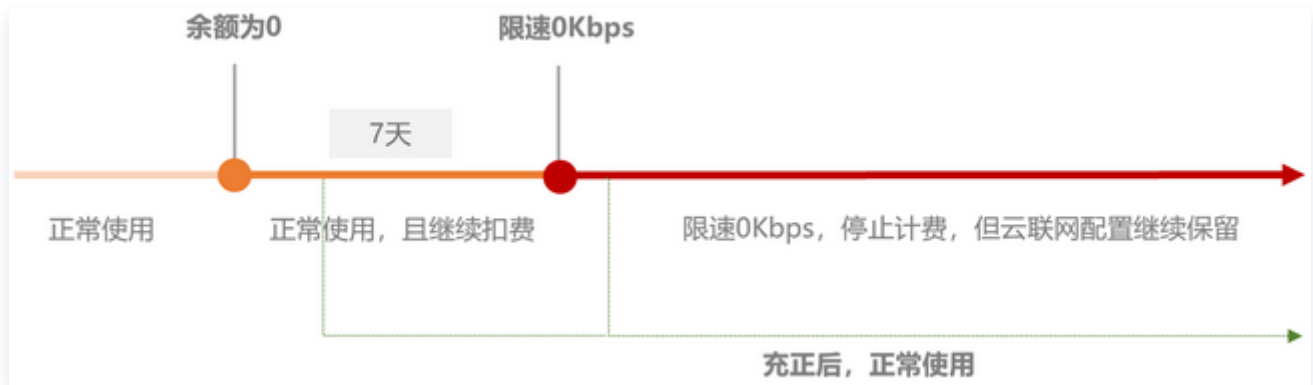 余额为0
限速0Kbps
7天
正常使用
正常使用，且继续扣费
限速0Kbps，停止计费，但云联网配置继续保留
充正后，正常使用